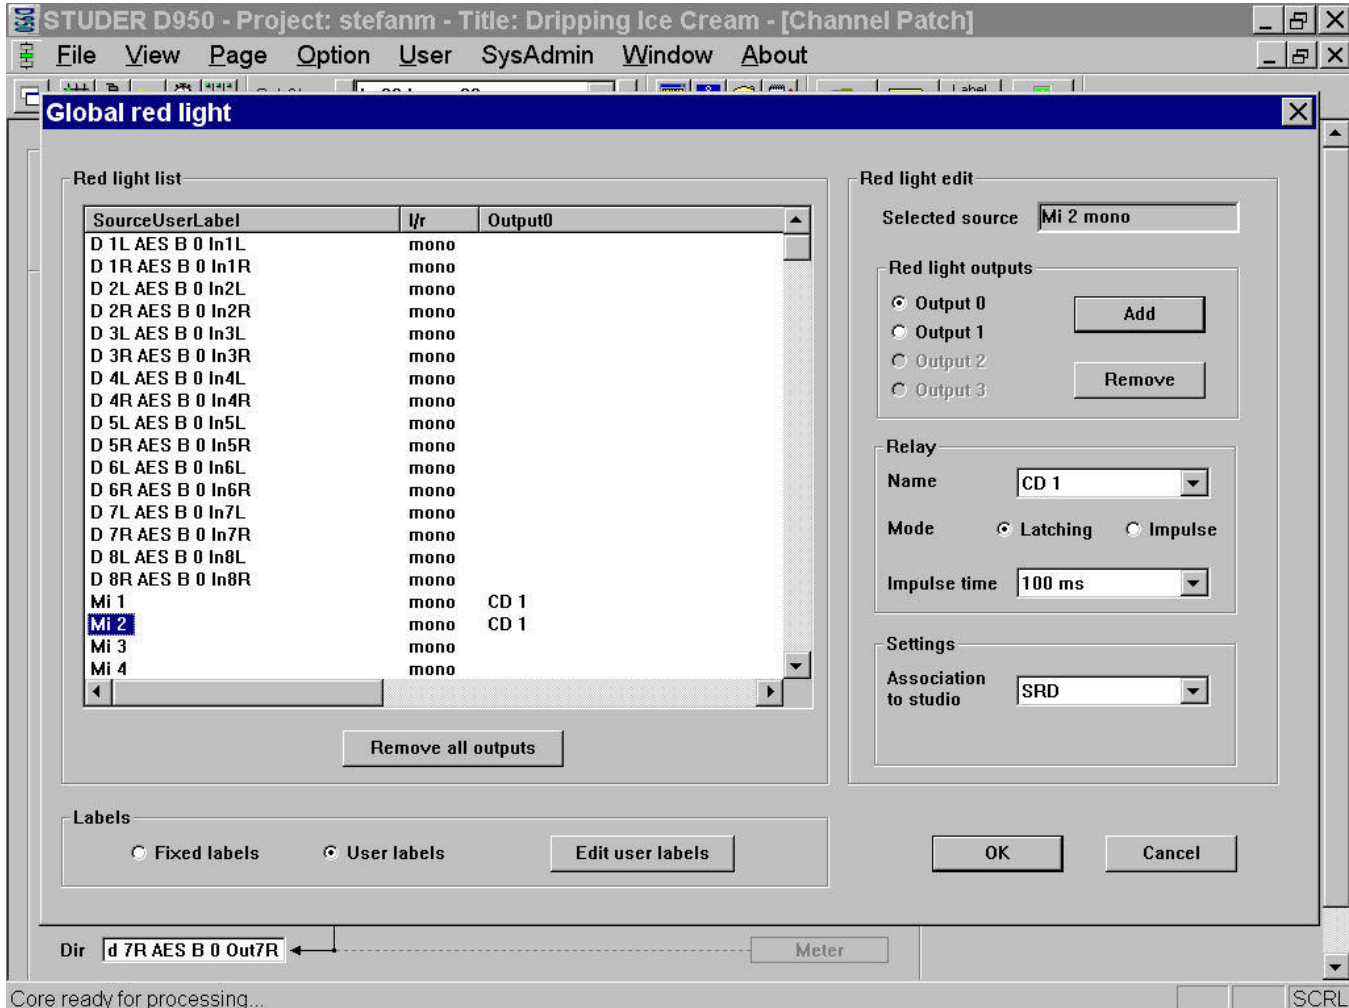 STUDER D950 - Project: stefanm - Title: Dripping Ice Cream - [Channel Patch]
File View Page Option User SysAdmin Window About
Label
Global red light
Red light list
SourceUserLabel l/r Output0
D 1L AES B 0 In1L mono
D 1R AES B 0 In1R mono
D 2L AES B 0 In2L mono
D 2R AES B 0 In2R mono
D 3L AES B 0 In3L mono
D 3R AES B 0 In3R mono
D 4L AES B 0 In4L mono
D 4R AES B 0 In4R mono
D 5L AES B 0 In5L mono
D 5R AES B 0 In5R mono
D 6L AES B 0 In6L mono
D 6R AES B 0 In6R mono
D 7L AES B 0 In7L mono
D 7R AES B 0 In7R mono
D 8L AES B 0 In8L mono
D 8R AES B 0 In8R mono
Mi 1 mono CD 1
Mi 2 mono CD 1
Mi 3 mono
Mi 4 mono
Remove all outputs
Red light edit
Selected source Mi 2 mono
Red light outputs
Output 0
Output 1
Output 2
Output 3
Add
Remove
Relay
Name CD 1
Mode Latching Impulse
Impulse time 100 ms
Settings
Association
to studio
SRD
Labels
Fixed labels User labels Edit user labels
OK Cancel
Dir d 7R AES B 0 Out7R Meter
Core ready for processing... SCRL